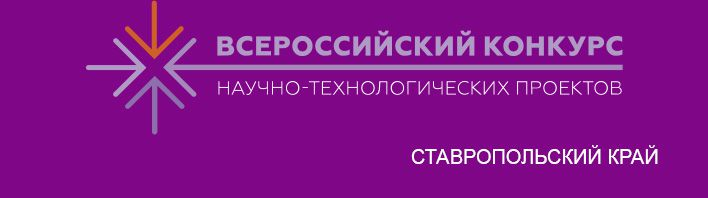 ВСЕРОССИЙСКИЙ КОНКУРС
НАУЧНО-ТЕХНОЛОГИЧЕСКИХ ПРОЕКТОВ
СТАВРОПОЛЬСКИЙ КРАЙ